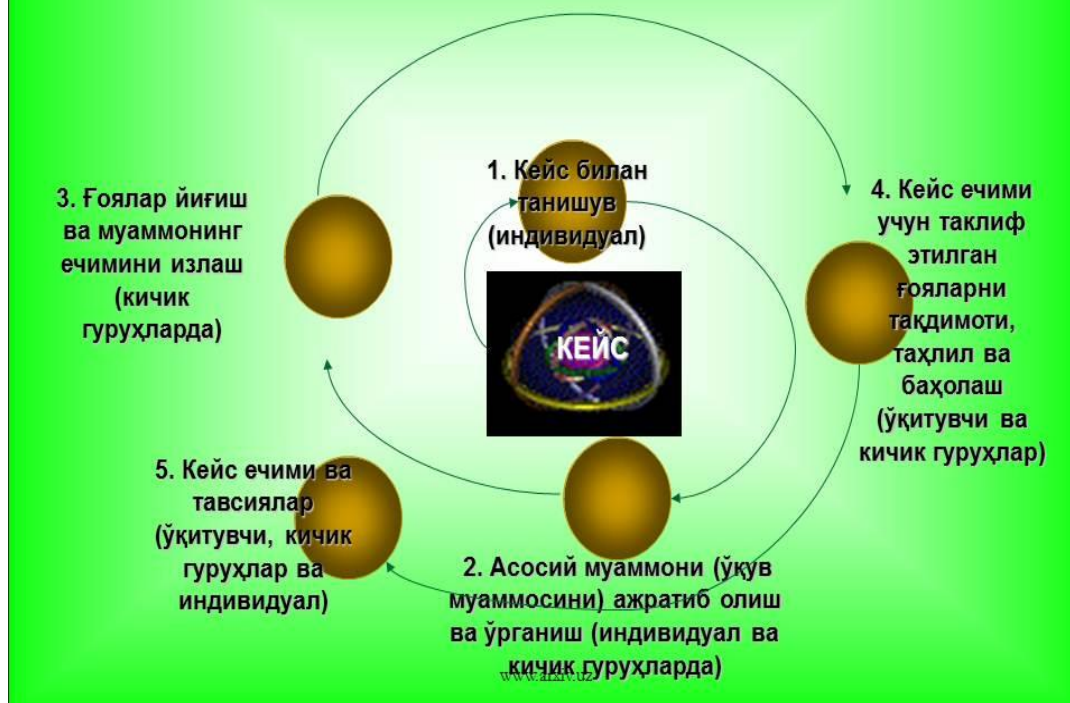 1. Кейс билан
танишув
(индивидуал)
КЕЙС
2. Асосий муаммони (ўқув
муаммосини) ажратиб олиш
ва ўрганиш (индивидуал ва
кичик гуруҳларда)
3. Ғоялар йиғиш
ва муаммонинг
ечимини излаш
(кичик
гуруҳларда)
4. Кейс ечими
учун таклиф
этилган
ғояларни
тақдимоти,
таҳлил ва
баҳолаш
(ўқитувчи ва
кичик гуруҳлар)
5. Кейс ечими ва
тавсиялар
(ўқитувчи, кичик
гуруҳлар ва
индивидуал)
www.arxiv.uz